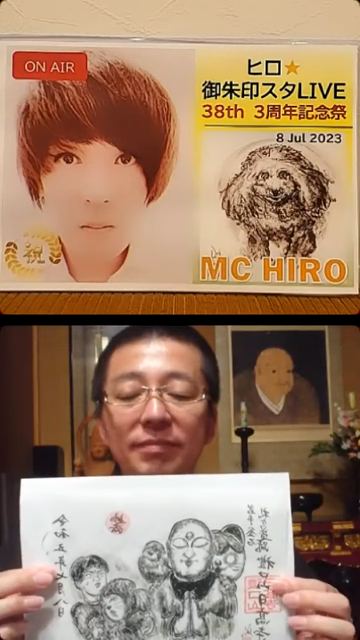 ON AIR
ヒロ★
御朱印スタLIVE
38th 3周年記念祭
8 Jul 2023
祝
MC HIRO
令和五年七月八日